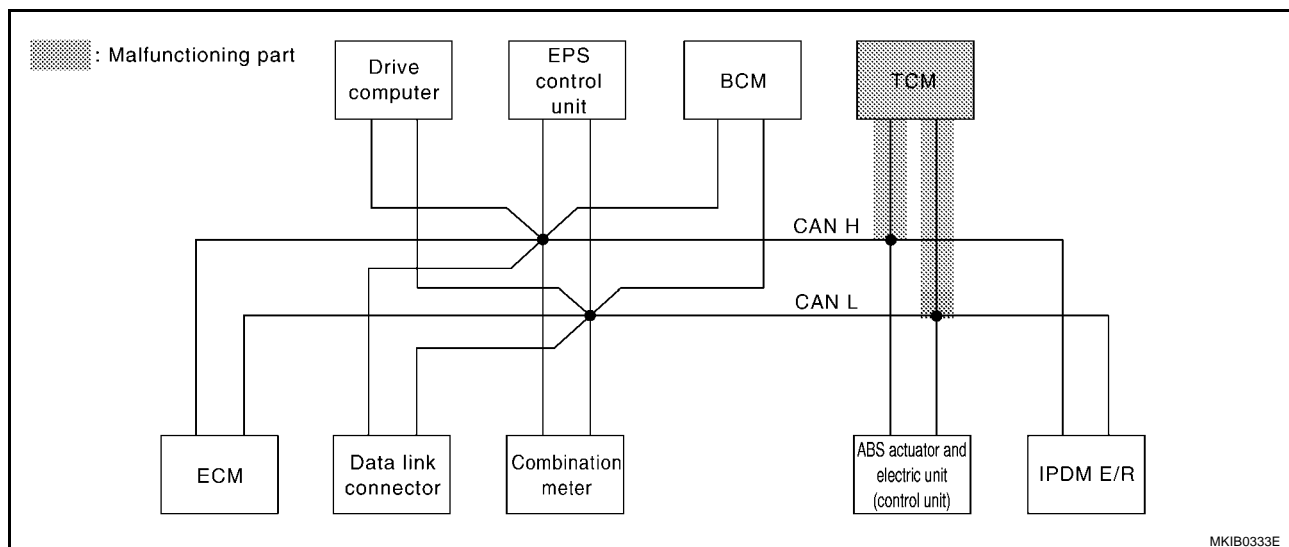 : Malfunctioning part
Drive
computer
EPS
control
unit
BCM
TCM
CAN H
CAN L
ECM
Data link
connector
Combination
meter
ABS actuator and
electric unit
(control unit)
IPDM E/R
MKIB0333E